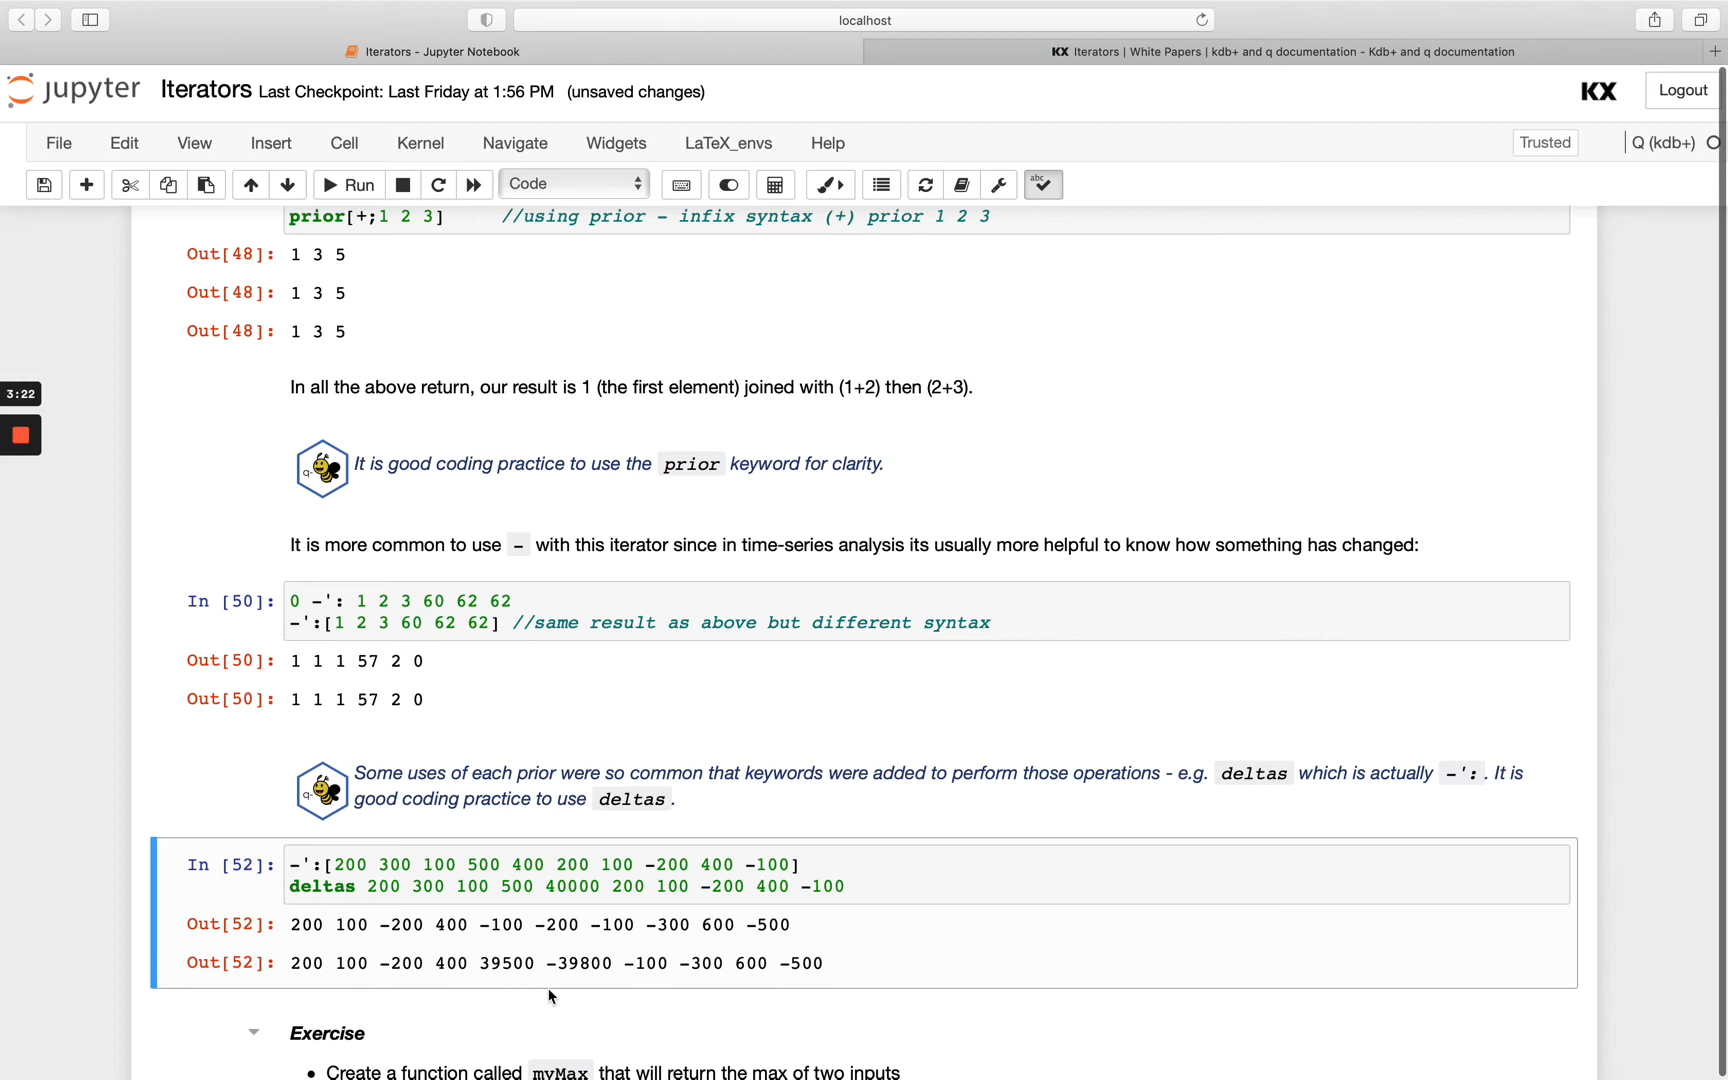 localhost
Iterators - Jupyter Notebook
KX Iterators | White Papers | kdb+ and q documentation - Kdb+ and q documentation
jupyter Iterators Last Checkpoint: Last Friday at 1:56 PM (unsaved changes)
KX
Logout
File Edit View Insert Cell Kernel Navigate Widgets LaTeX_envs Help
Trusted
Q (kdb+)
Run
Code
abc
prior[+;1 2 3] //using prior - infix syntax (+) prior 1 2 3
Out[48]: 1 3 5
Out[48]: 1 3 5
Out[48]: 1 3 5
In all the above return, our result is 1 (the first element) joined with (1+2) then (2+3).
3:22
q-
It is good coding practice to use the prior keyword for clarity.
It is more common to use - with this iterator since in time-series analysis its usually more helpful to know how something has changed:
In [50]: 0 -': 1 2 3 60 62 62
-':[1 2 3 60 62 62] //same result as above but different syntax
Out[50]: 1 1 1 57 2 0
Out[50]: 1 1 1 57 2 0
q-
Some uses of each prior were so common that keywords were added to perform those operations - e.g. deltas which is actually -': . It is
good coding practice to use deltas .
In [52]: -':[200 300 100 500 400 200 100 -200 400 -100]
deltas 200 300 100 500 40000 200 100 -200 400 -100
Out[52]: 200 100 -200 400 -100 -200 -100 -300 600 -500
Out[52]: 200 100 -200 400 39500 -39800 -100 -300 600 -500
Exercise
• Create a function called myMax that will return the max of two inputs